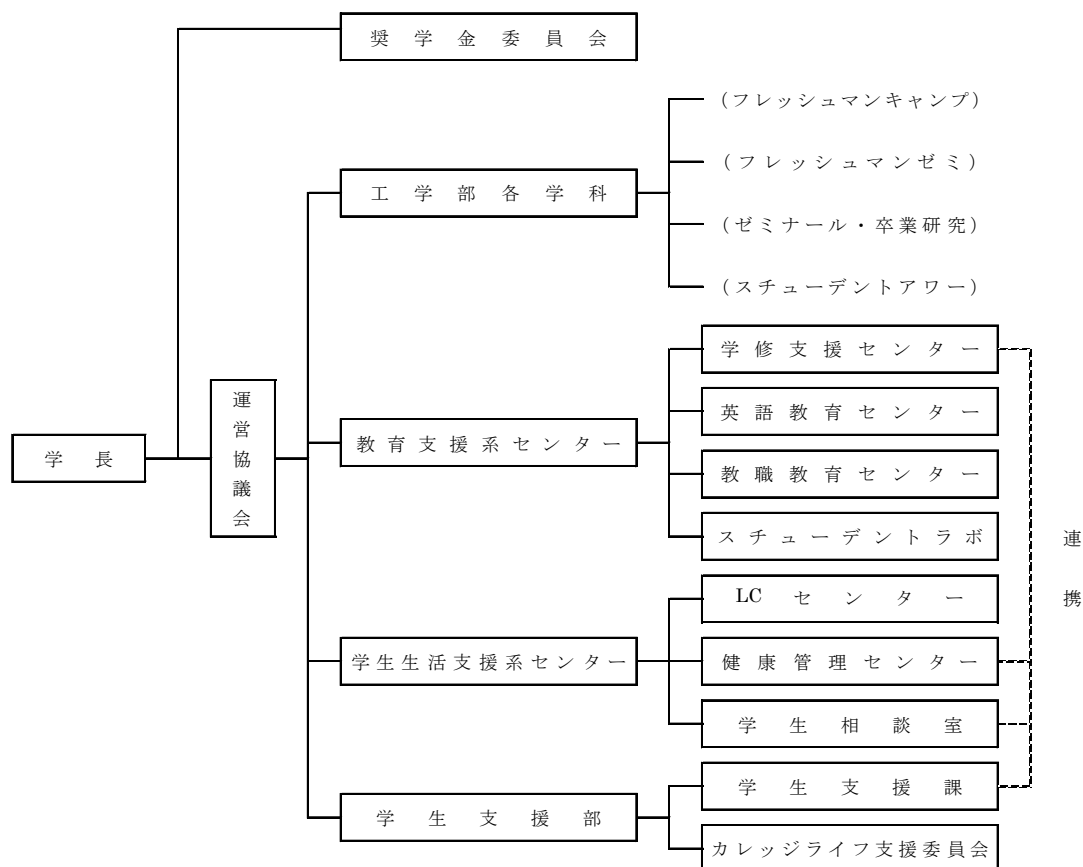 奨学金委員会
(フレッシュマンキャンプ)
(フレッシュマンゼミ)
工学部各学科
(ゼミナール・卒業研究)
(スチューデントアワー)
学修支援センター
英語教育センター
運営協議会
教育支援系センター
学長
教職教育センター
スチューデントラボ
連携
LCセンター
学生生活支援系センター
健康管理センター
学生相談室
学生支援課
学生支援部
カレッジライフ支援委員会